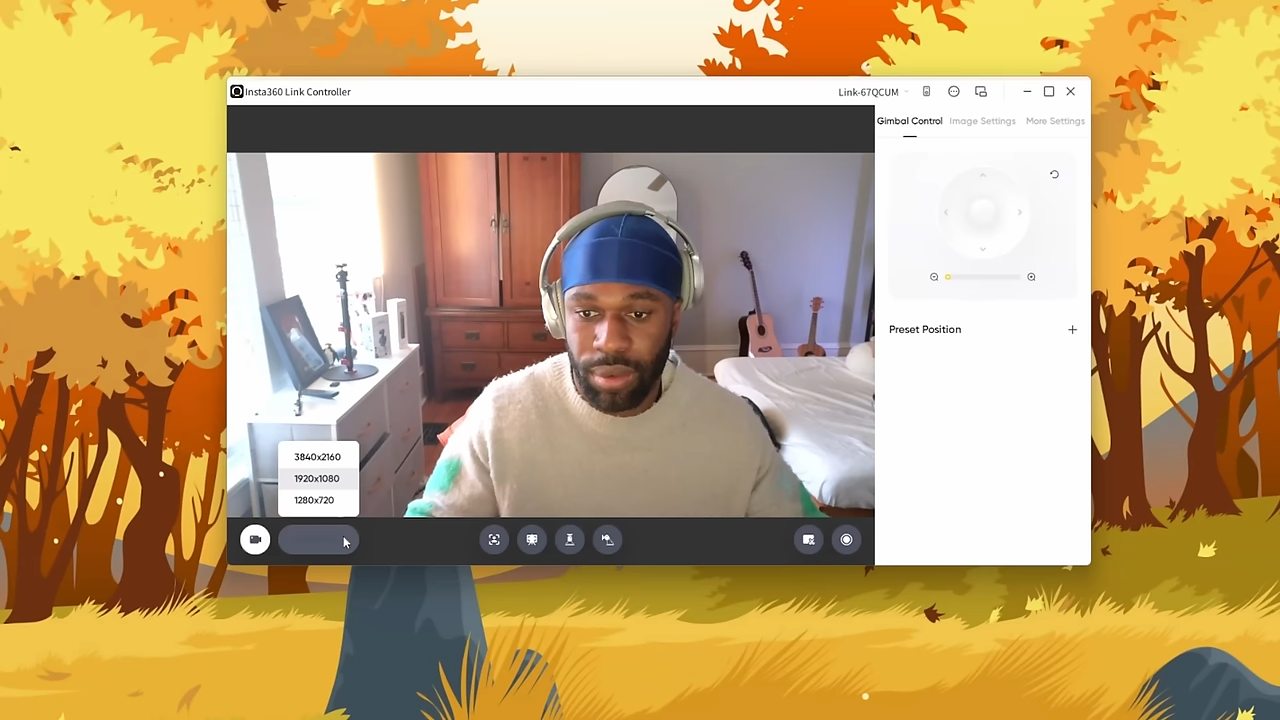 Insta360 Link Controller
Link-67QCUM
Gimbal Control
Image Settings
More Settings
Preset Position
3840x2160
1920x1080
1280x720